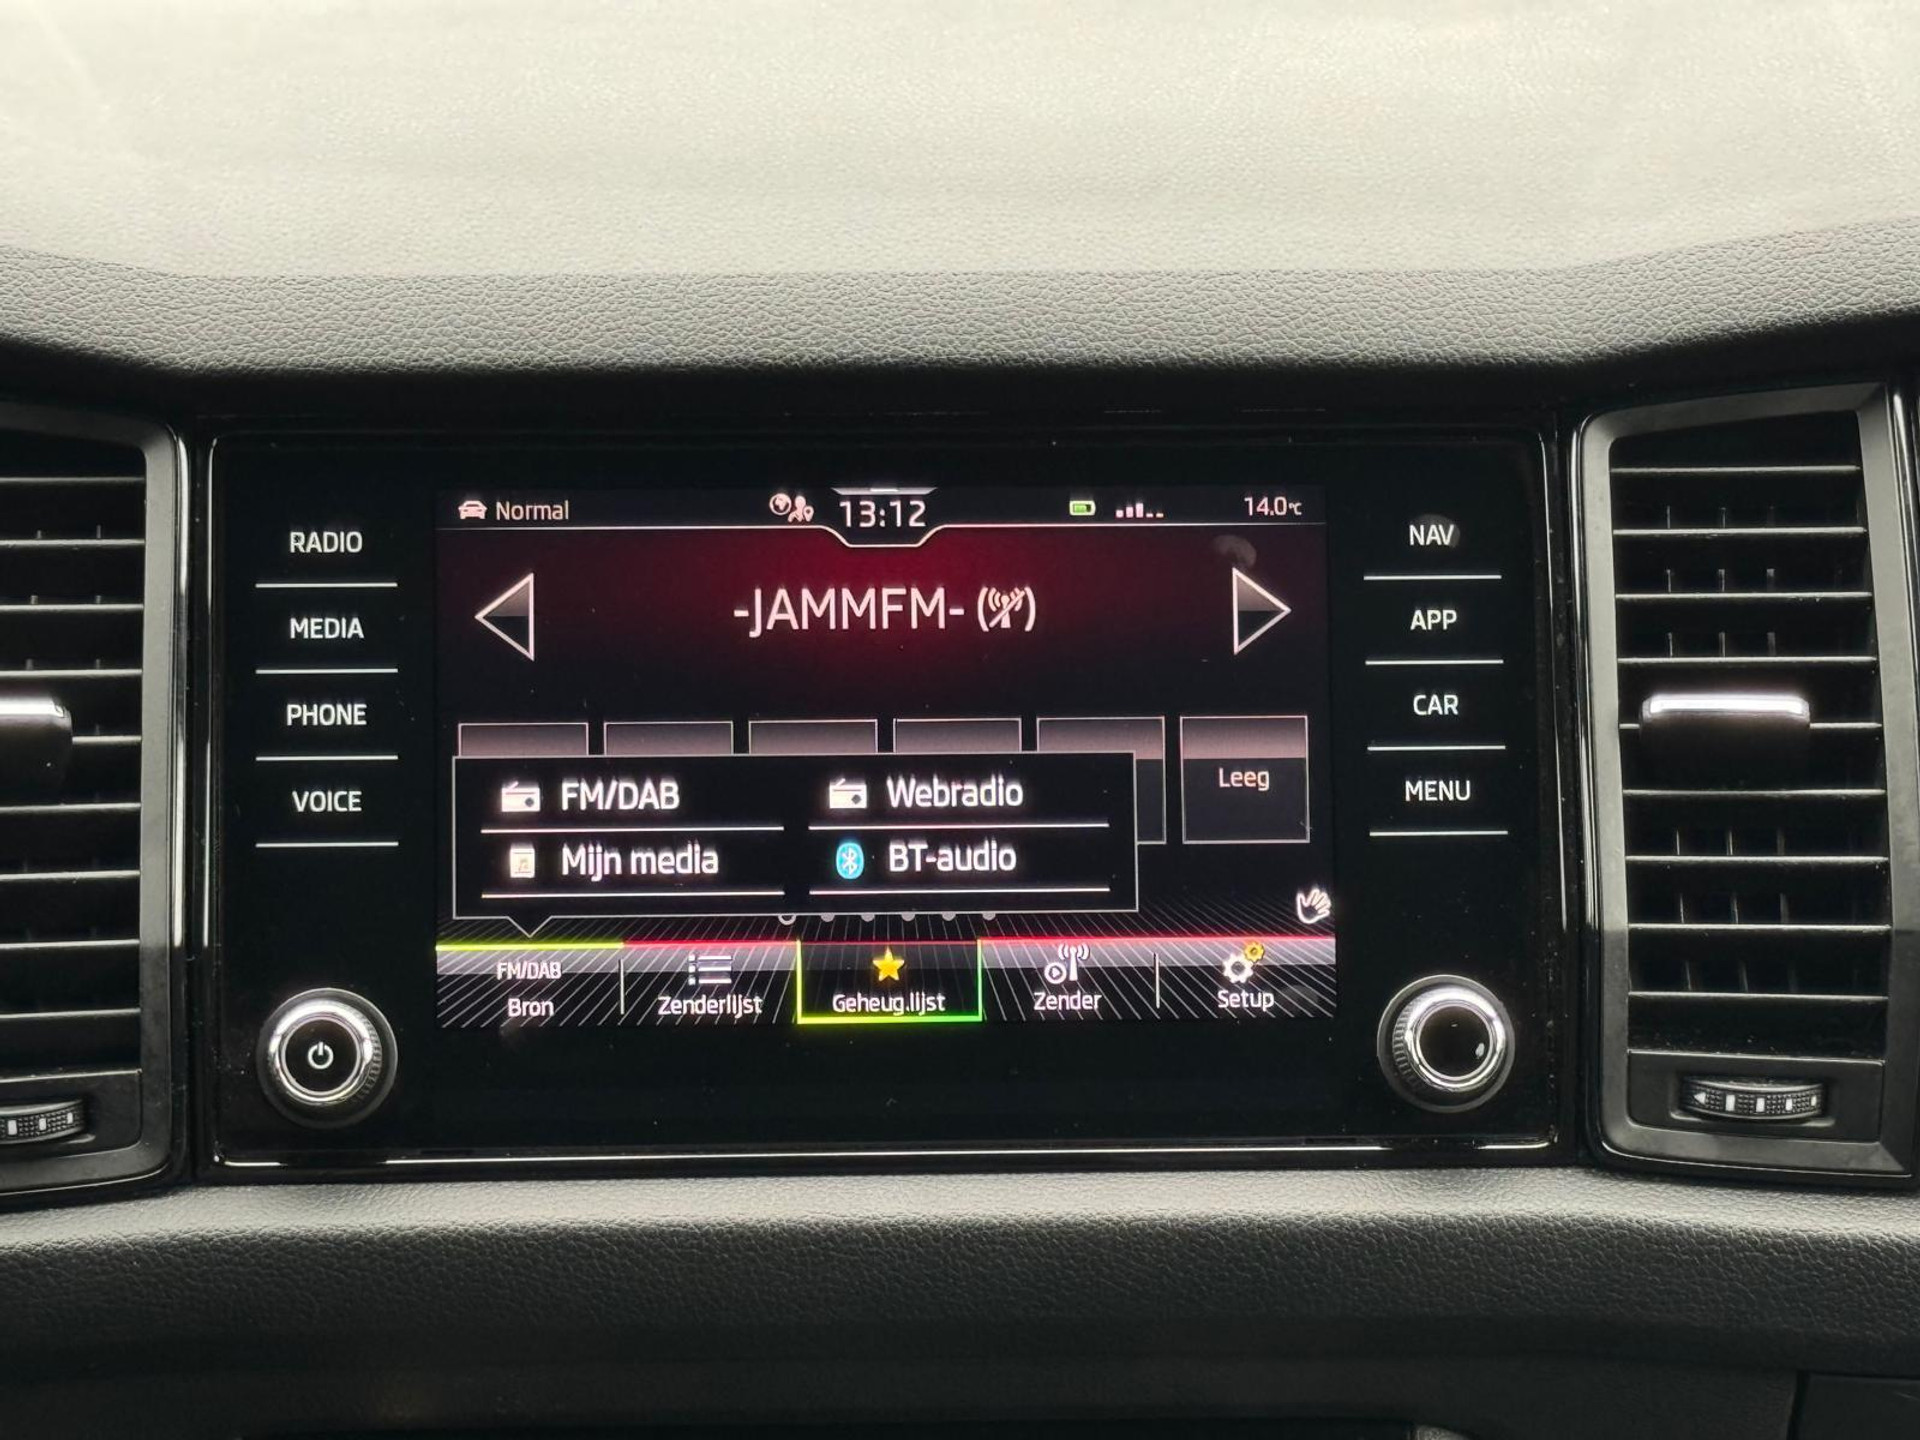 Normal
13:12
14.0°C
RADIO
MEDIA
PHONE
VOICE
-JAMMFM-
Leeg
FM/DAB
Webradio
Mijn media
BT-audio
FM/DAB
Bron
Zenderlijst
Geheug.lijst
Zender
Setup
NAV
APP
CAR
MENU